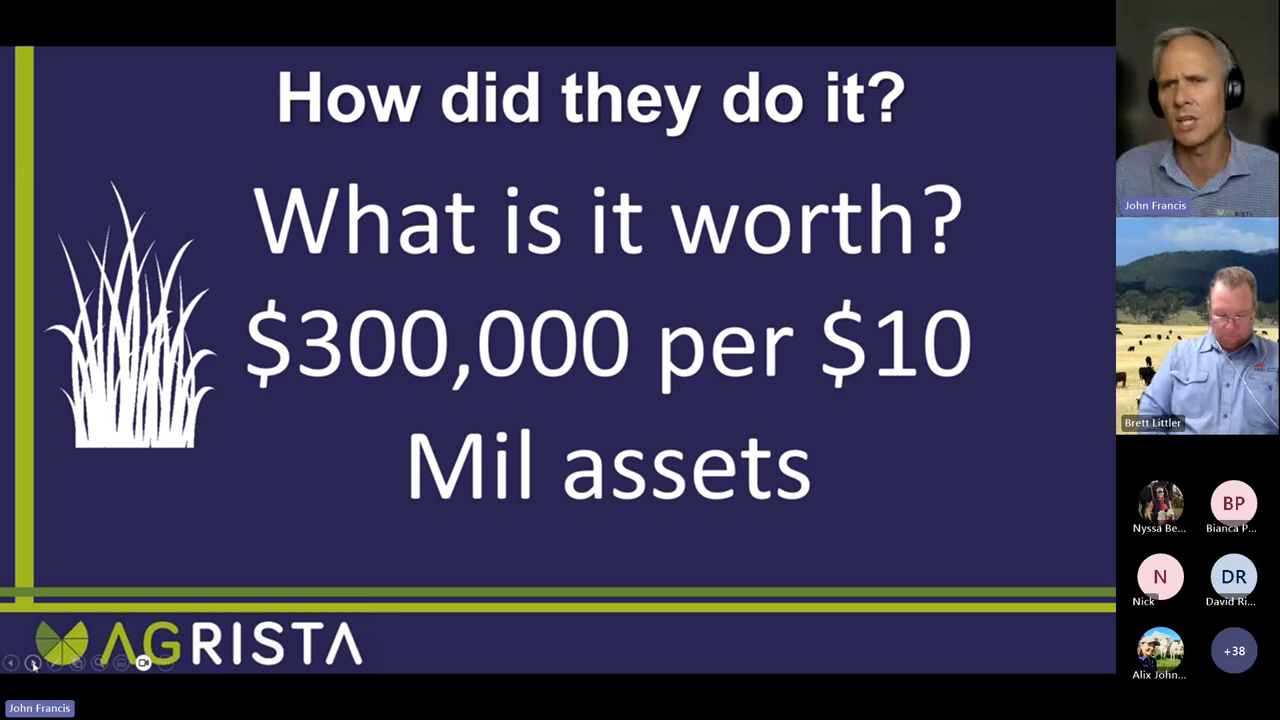 How did they do it?
What is it worth?
$300,000 per $10
Mil assets
AGRISTA
John Francis
Brett Littler
Nyssa Be...
BP
Bianca P...
N
Nick
DR
David Ri...
Alix John...
+38
John Francis